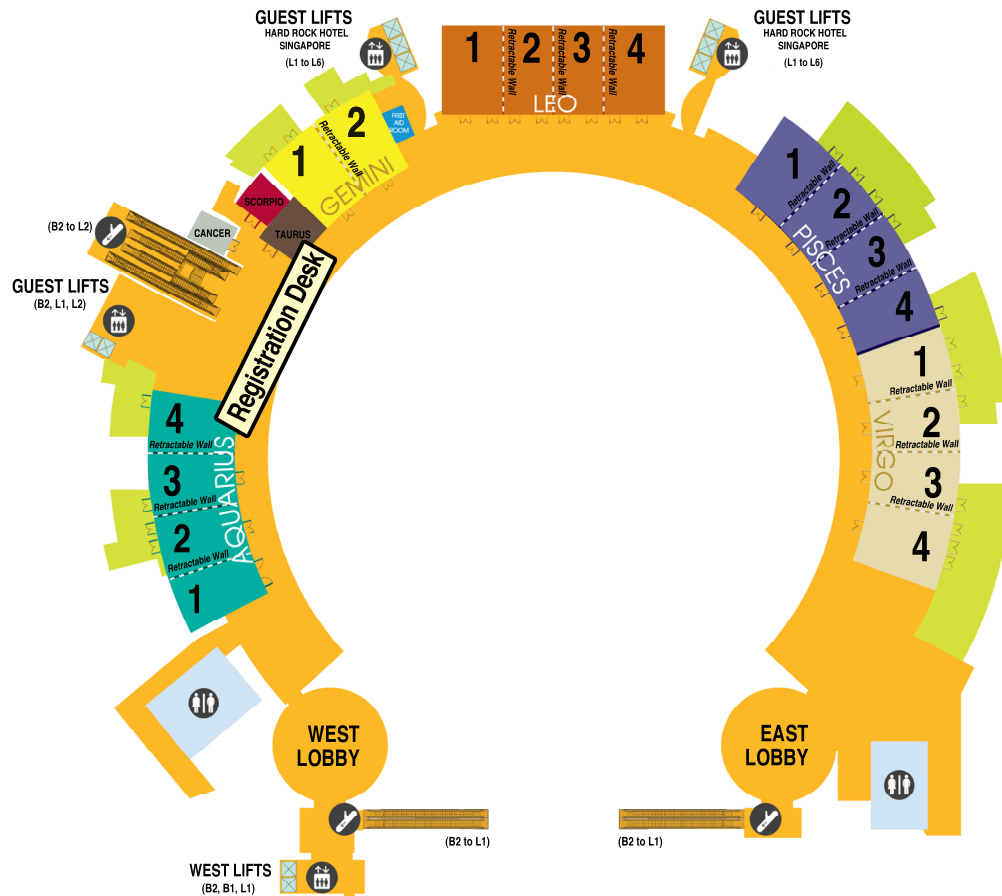 GUEST LIFTS
HARD ROCK HOTEL
SINGAPORE
(L1 to L6)
GUEST LIFTS
HARD ROCK HOTEL
SINGAPORE
(L1 to L6)
1
Retractable Wall
2
Retractable Wall
3
Retractable Wall
4
LEO
FIRST
AID
ROOM
2
Retractable Wall
1
GEMINI
SCORPIO
TAURUS
CANCER
(B2 to L2)
GUEST LIFTS
(B2, L1, L2)
Registration Desk
1
Retractable Wall
2
Retractable Wall
3
Retractable Wall
4
PISCES
1
Retractable Wall
2
Retractable Wall
3
Retractable Wall
4
VIRGO
4
Retractable Wall
3
Retractable Wall
2
Retractable Wall
1
AQUARIUS
WEST
LOBBY
EAST
LOBBY
(B2 to L1)
(B2 to L1)
WEST LIFTS
(B2, B1, L1)